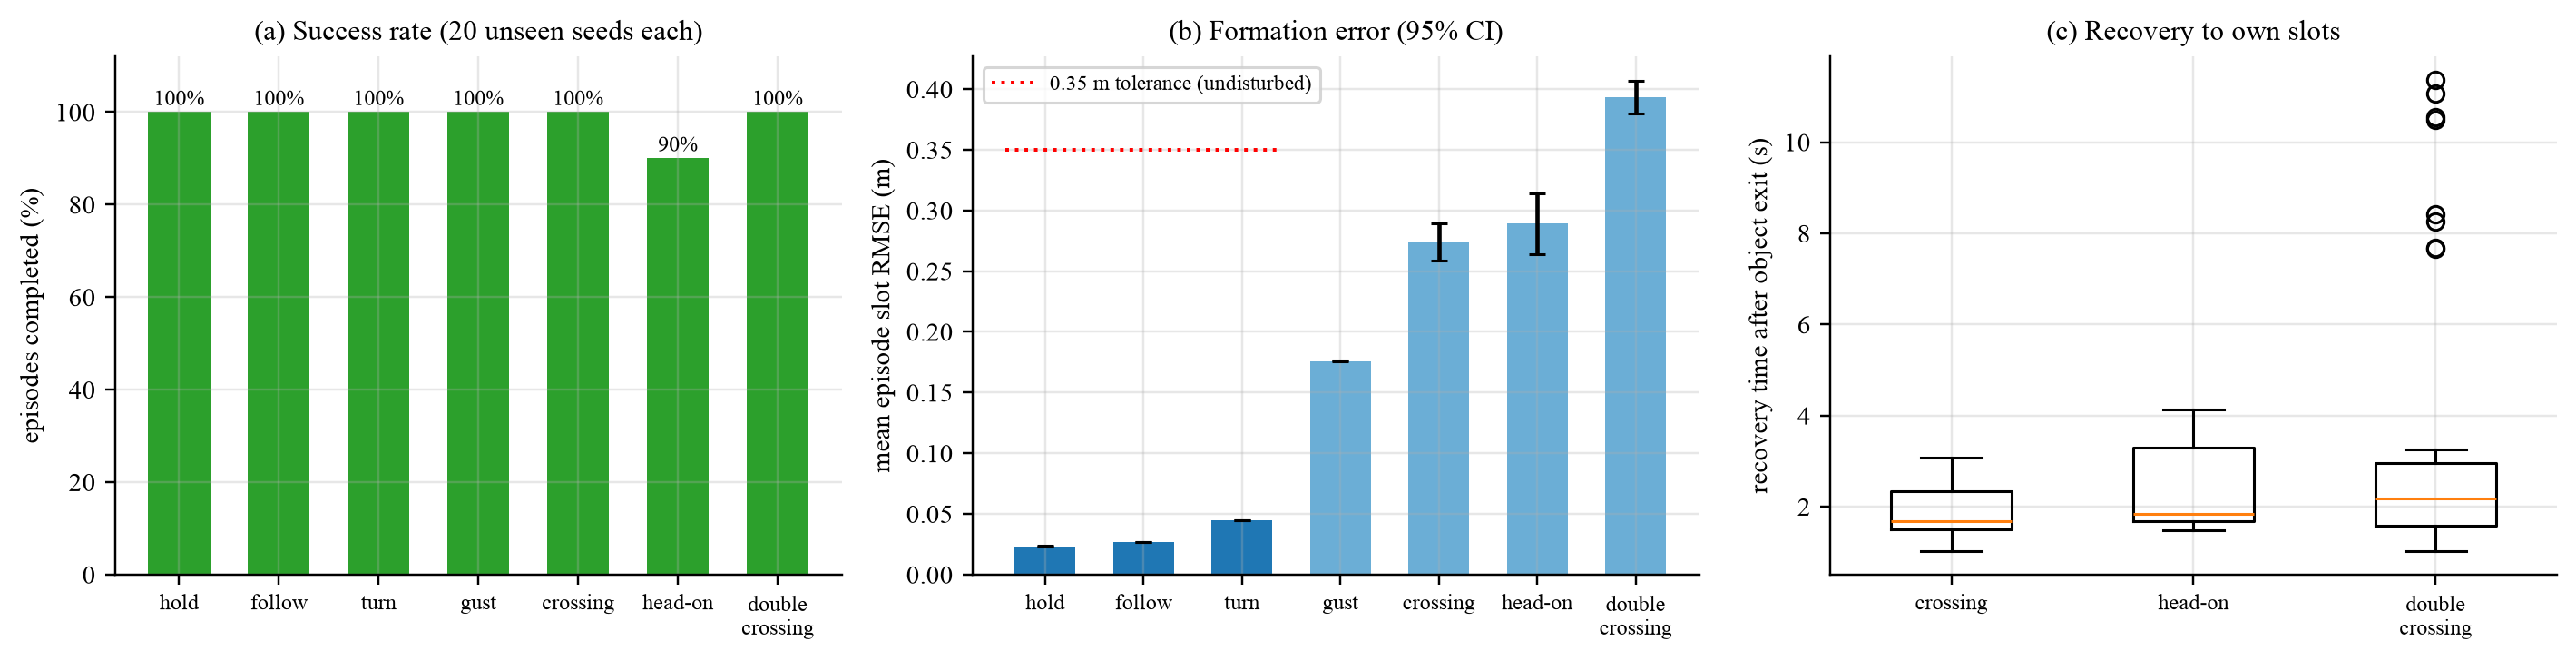 (a) Success rate (20 unseen seeds each)
episodes completed (%)
100
80
60
40
20
0
100%
100%
100%
100%
100%
90%
100%
hold
follow
turn
gust
crossing
head-on
double
crossing
(b) Formation error (95% CI)
0.35 m tolerance (undisturbed)
mean episode slot RMSE (m)
0.40
0.35
0.30
0.25
0.20
0.15
0.10
0.05
0.00
hold
follow
turn
gust
crossing
head-on
double
crossing
(c) Recovery to own slots
recovery time after object exit (s)
10
8
6
4
2
crossing
head-on
double
crossing